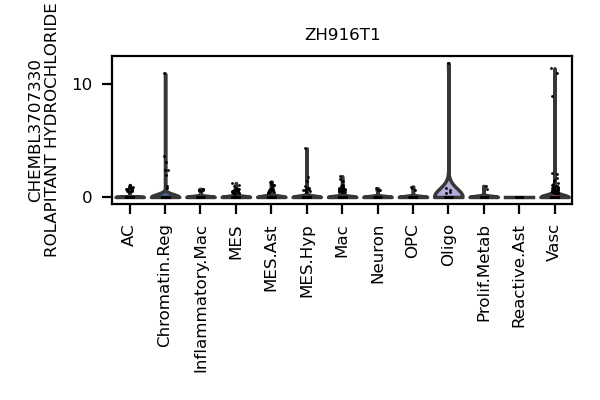 ZH916T1
CHEMBL3707330
ROLAPITANT HYDROCHLORIDE
10
0
AC
Chromatin.Reg
Inflammatory.Mac
MES
MES.Ast
MES.Hyp
Mac
Neuron
OPC
Oligo
Prolif.Metab
Reactive.Ast
Vasc